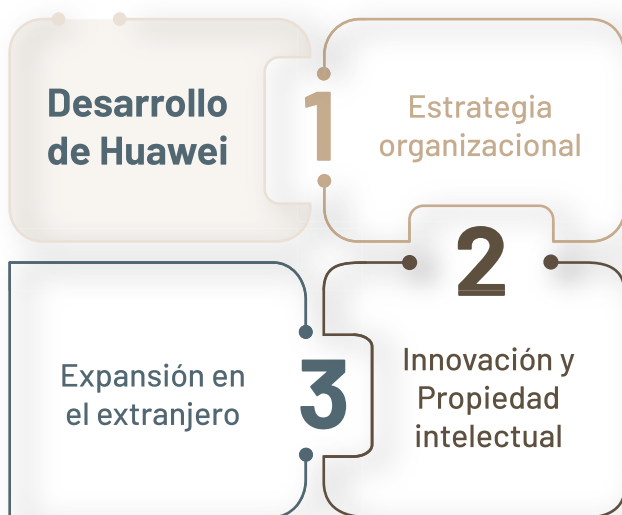 Desarrollo
de Huawei
1
Estrategia
organizacional
2
Innovación y
Propiedad
intelectual
3
Expansión en
el extranjero